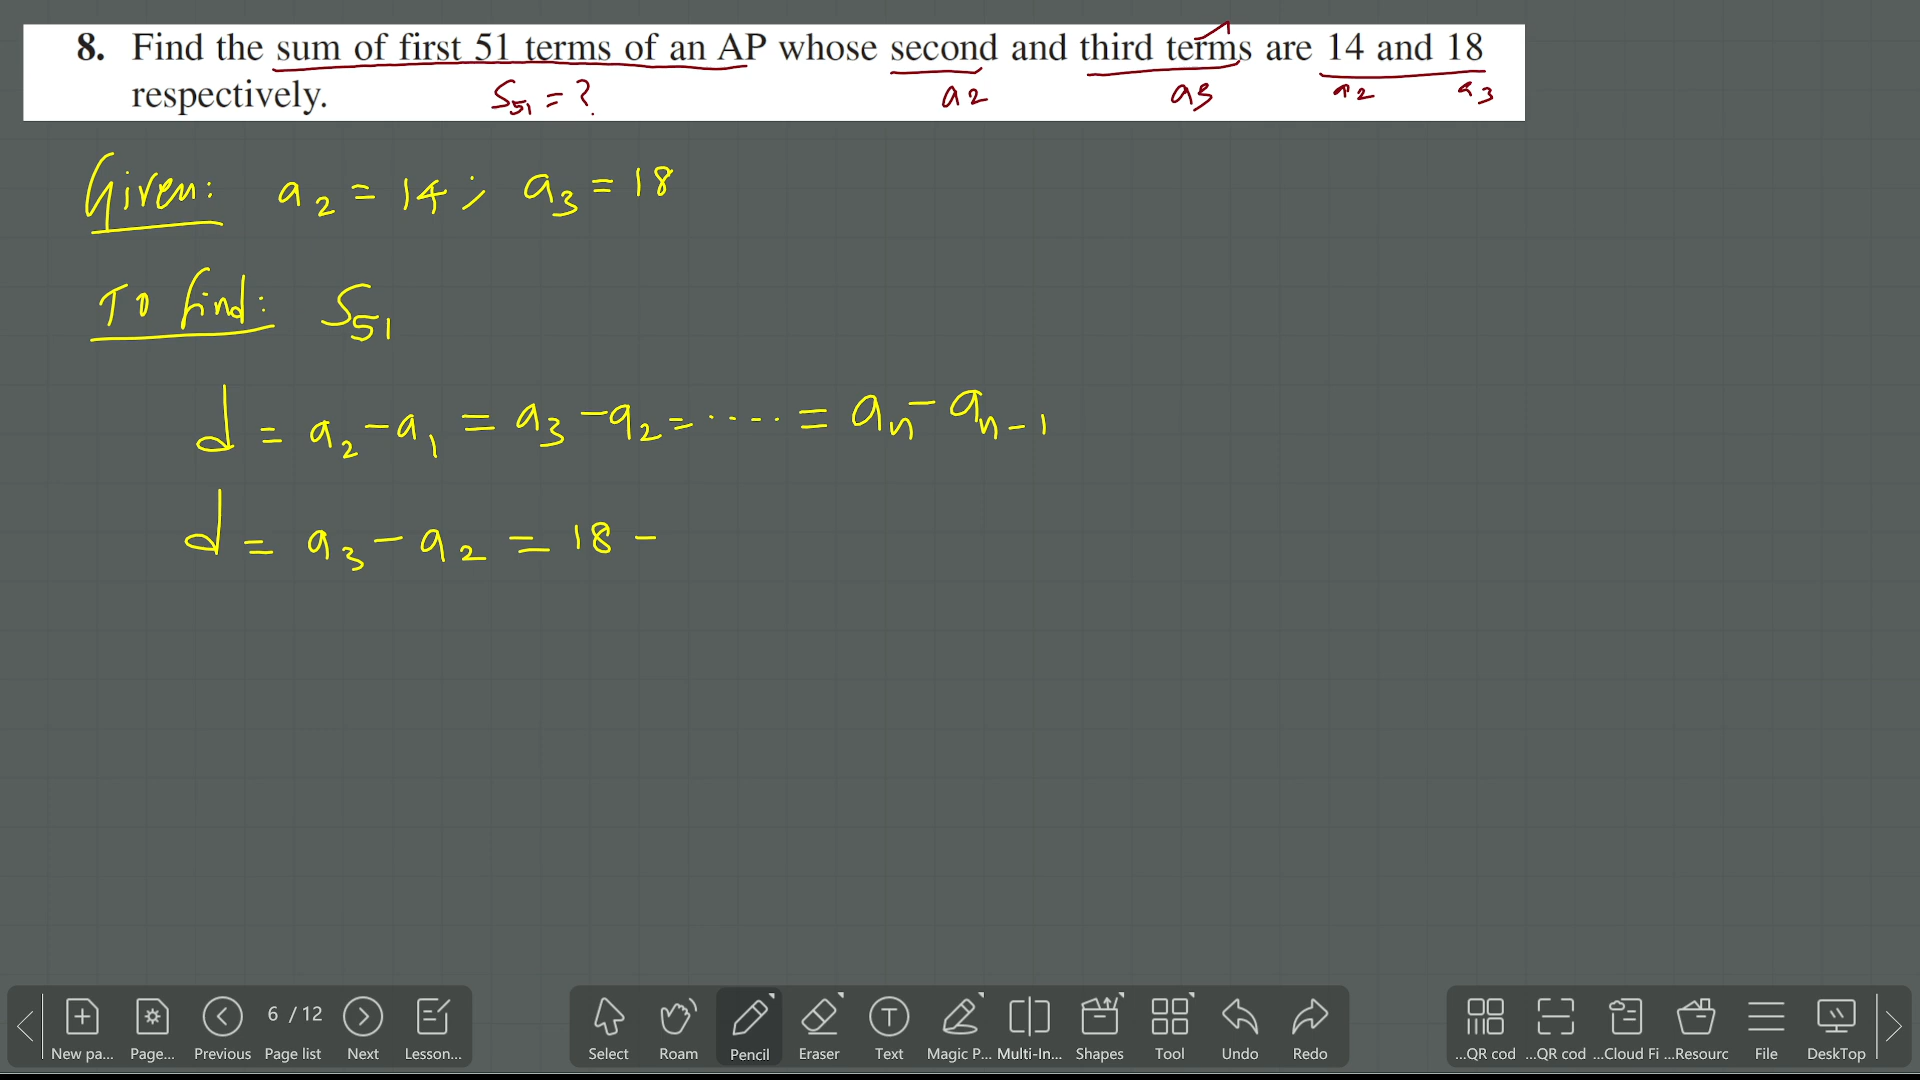 8. Find the sum of first 51 terms of an AP whose second and third terms are 14 and 18
respectively. S₅₁ = ? a₂ a₃ a₂ a₃
Given: a₂ = 14 ; a₃ = 18
To find: S₅₁
d = a₂ - a₁ = a₃ - a₂ = ..... = aₙ - aₙ₋₁
d = a₃ - a₂ = 18 -
6 / 12
New pa... Page... Previous Page list Next Lesson... Select Roam Pencil Eraser Text Magic P... Multi-In... Shapes Tool Undo Redo ...QR cod ...QR cod ...Cloud Fi ...Resourc File DeskTop